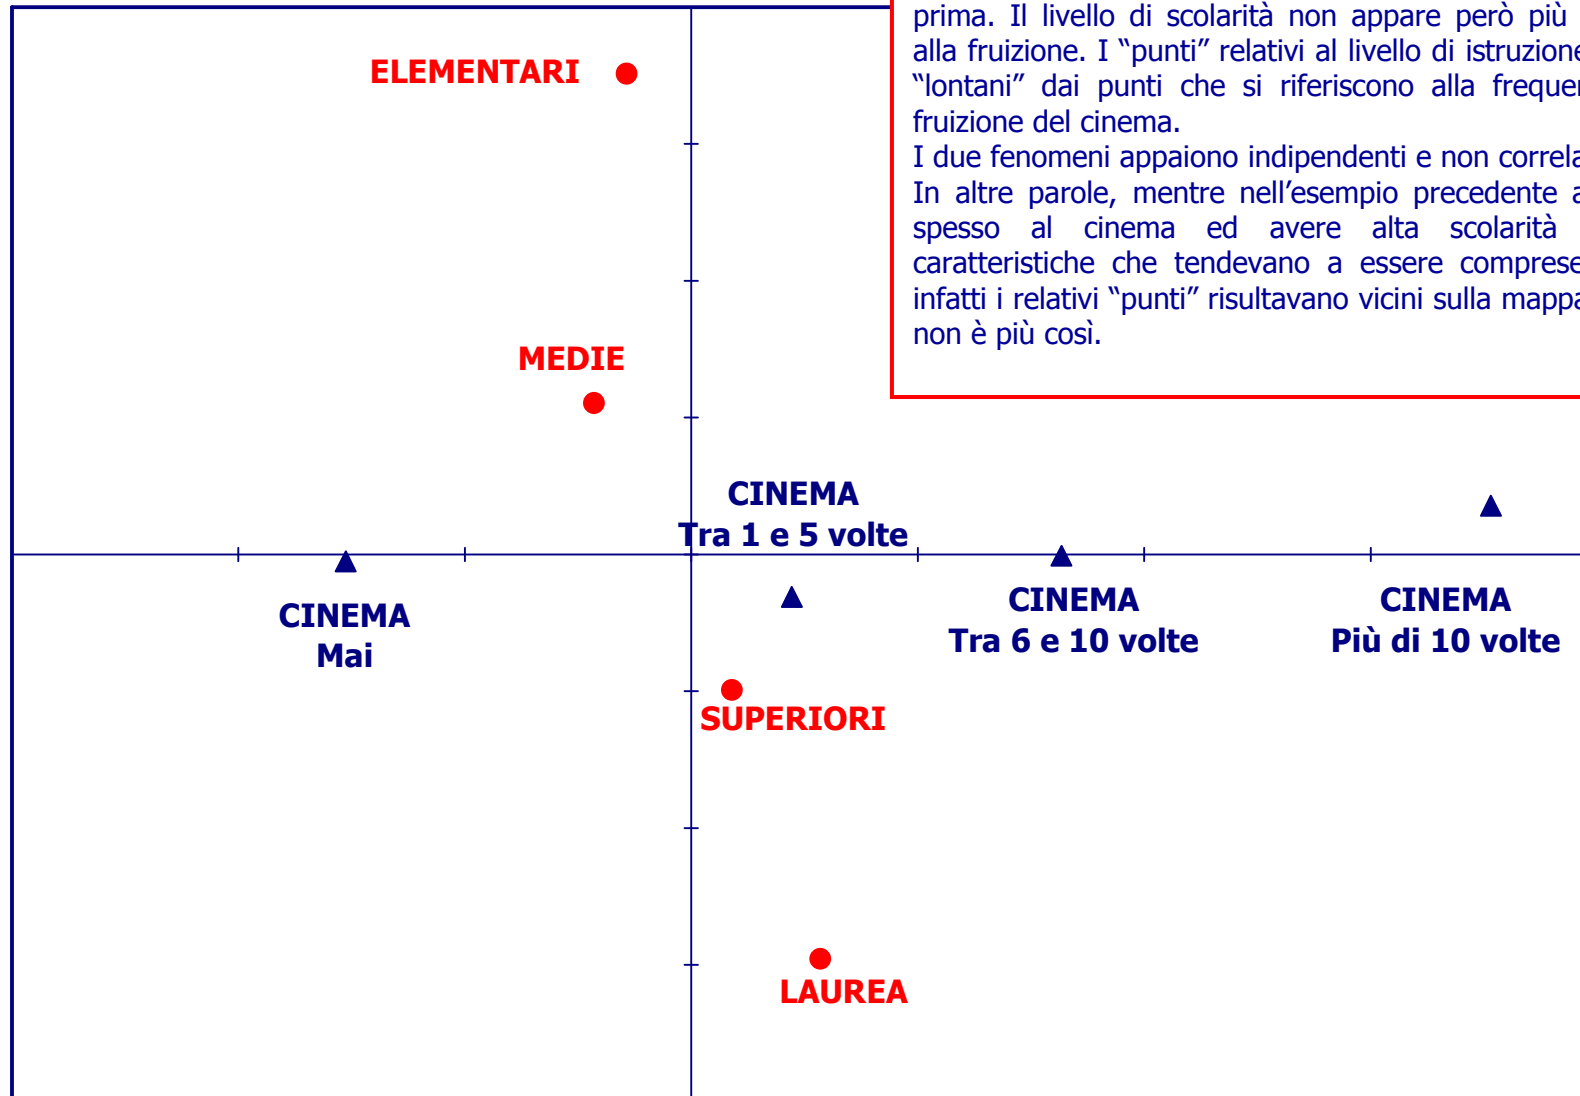 prima. Il livello di scolarità non appare però più
alla fruizione. I “punti” relativi al livello di istruzione
“lontani” dai punti che si riferiscono alla
fruizione del cinema.
I due fenomeni appaiono indipendenti e non
In altre parole, mentre nell’esempio precedente
spesso al cinema ed avere alta scolarità
caratteristiche che tendevano a essere
infatti i relativi “punti” risultavano vicini sulla mappa
non è più così.
ELEMENTARI
MEDIE
CINEMA
Tra 1 e 5 volte
CINEMA
Mai
CINEMA
Tra 6 e 10 volte
CINEMA
Più di 10 volte
SUPERIORI
LAUREA